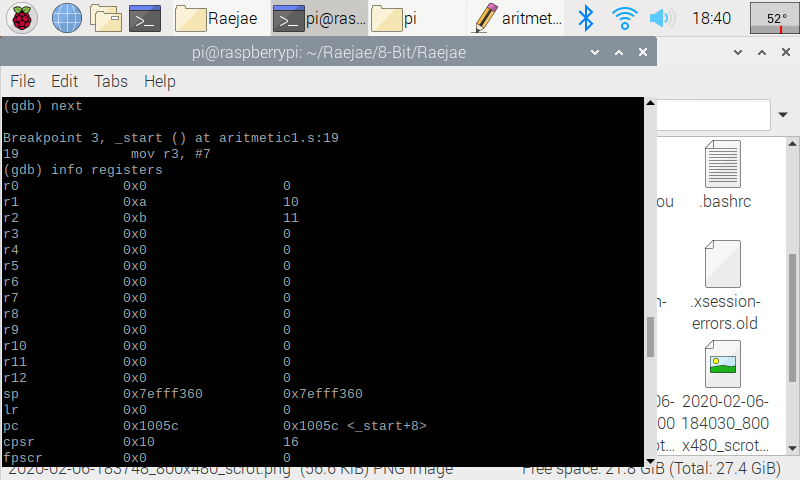 Raejae
pi@ras...
pi
aritmet...
18:40
52°
pi@raspberrypi: ~/Raejae/8-Bit/Raejae
File Edit Tabs Help
(gdb) next
Breakpoint 3, _start () at aritmetic1.s:19
19 mov r3, #7
(gdb) info registers
r0 0x0 0
r1 0xa 10
r2 0xb 11
r3 0x0 0
r4 0x0 0
r5 0x0 0
r6 0x0 0
r7 0x0 0
r8 0x0 0
r9 0x0 0
r10 0x0 0
r11 0x0 0
r12 0x0 0
sp 0x7efff360 0x7efff360
lr 0x0 0
pc 0x1005c 0x1005c <_start+8>
cpsr 0x10 16
fpscr 0x0 0
ou
.bashrc
n-
.xsession-
errors.old
06-
00
t...
2020-02-06-
184030_800
x480_scrot...
2020-02-06-183748_800x480_scrot.png (56.6 KiB) PNG image
Free space: 21.8 GiB (Total: 27.4 GiB)